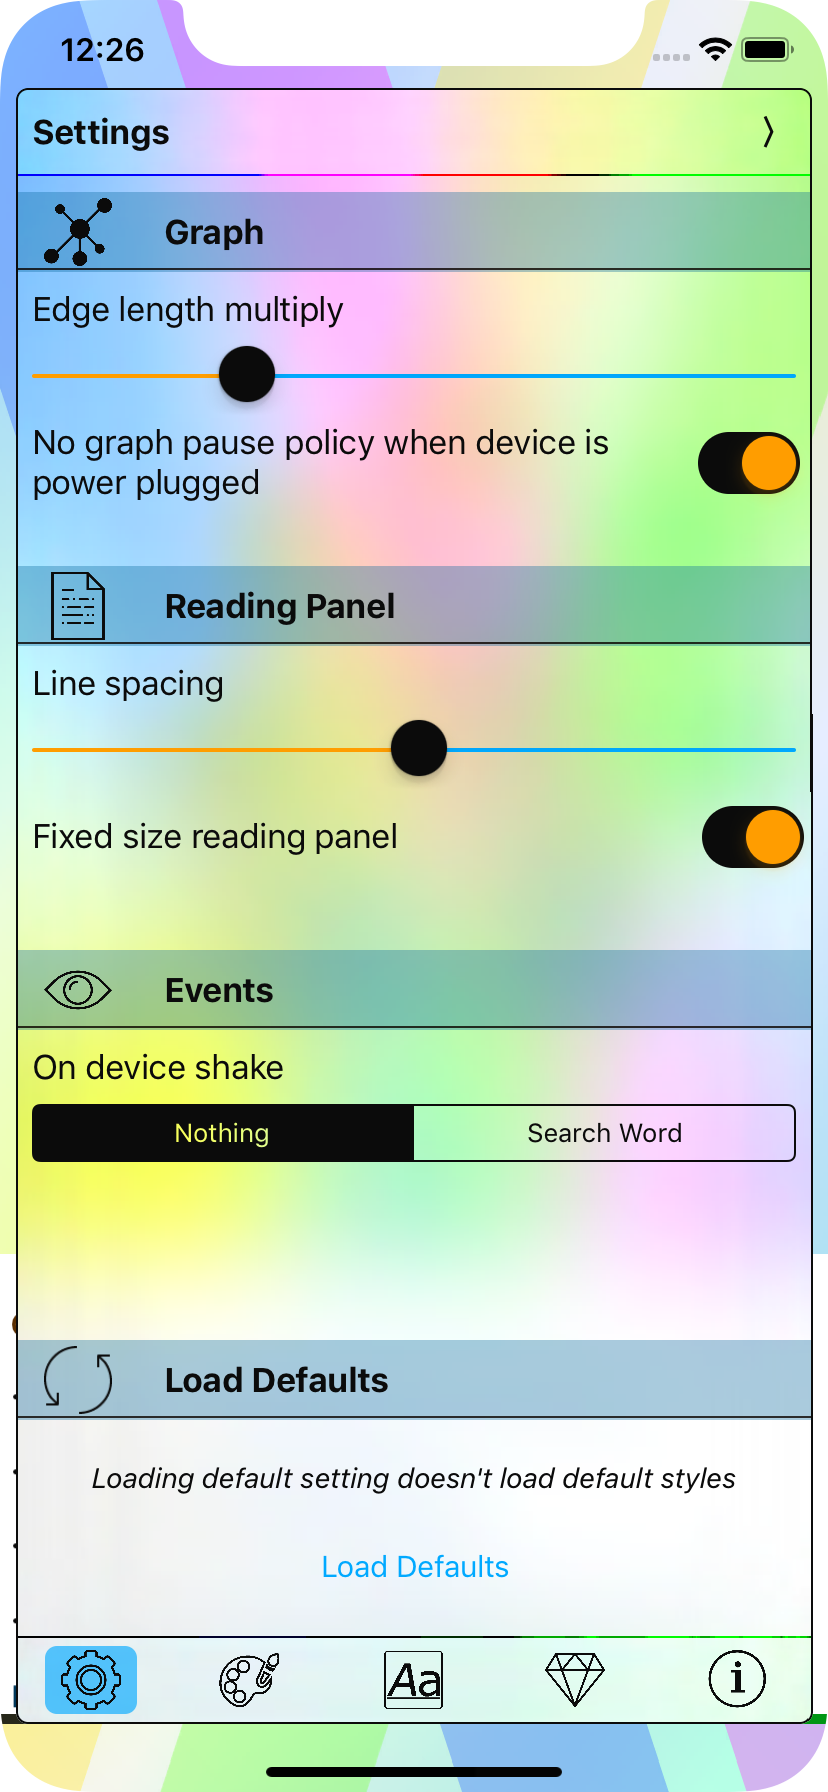 12:26
Settings
Graph
Edge length multiply
No graph pause policy when device is
power plugged
Reading Panel
Line spacing
Fixed size reading panel
Events
On device shake
Nothing
Search Word
Load Defaults
Loading default setting doesn't load default styles
Load Defaults
Aa
i